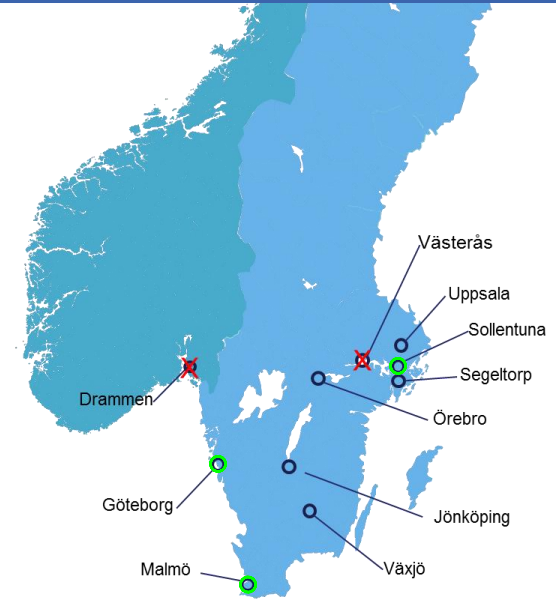 Västerås
Uppsala
Sollentuna
Segeltorp
Drammen
Örebro
Göteborg
Jönköping
Malmö
Växjö